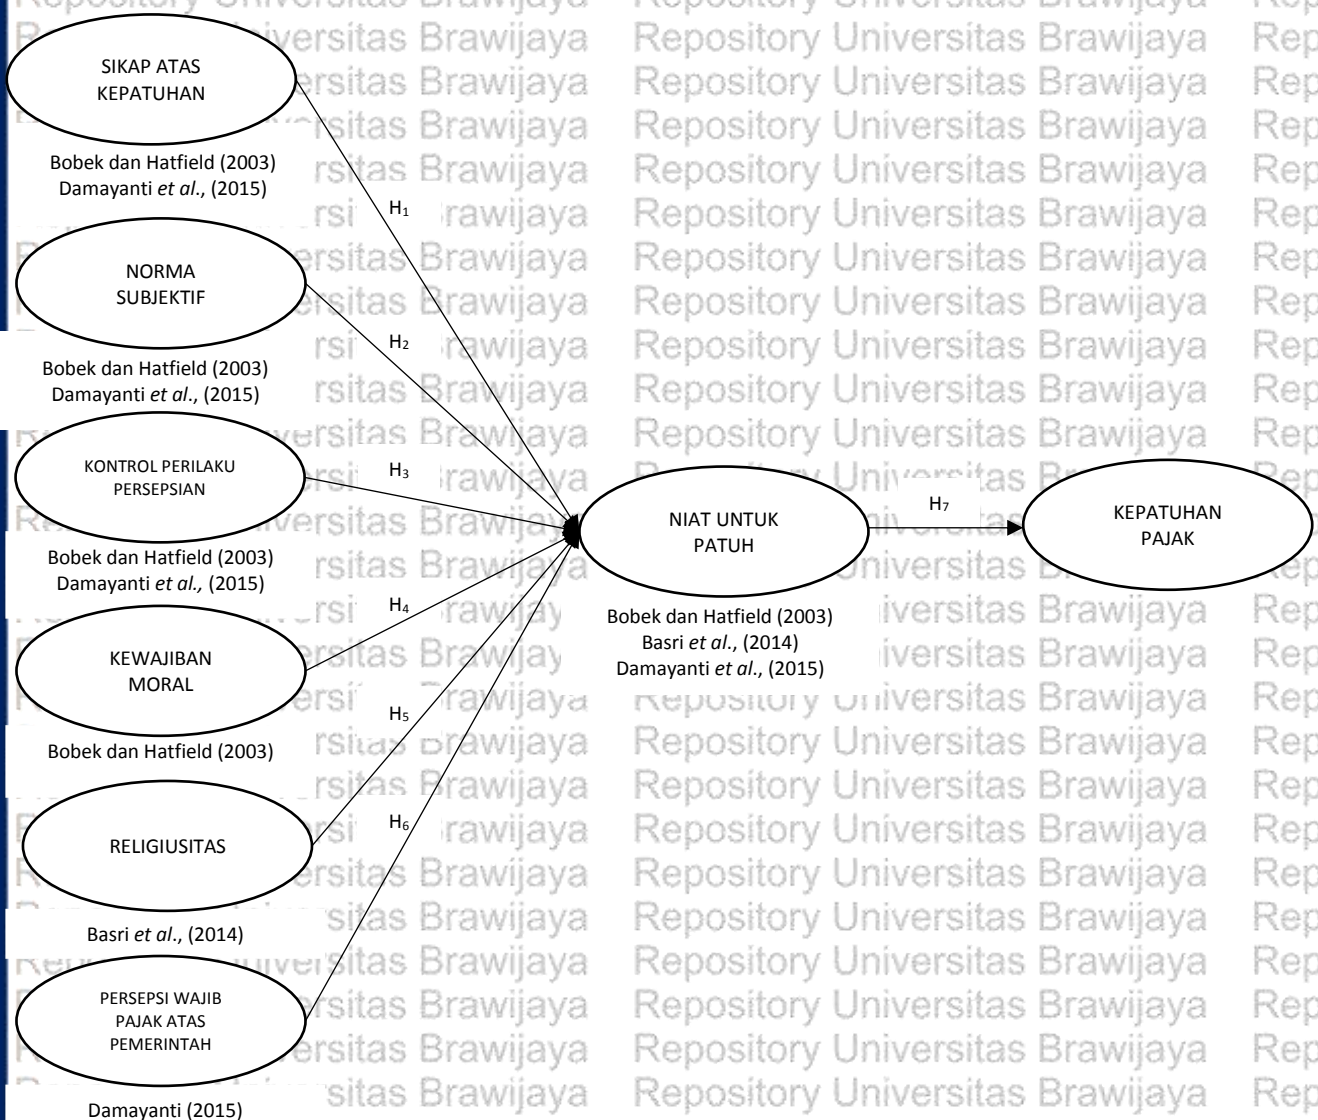 SIKAP ATAS
KEPATUHAN
Bobek dan Hatfield (2003)
Damayanti et al., (2015)
H1
NORMA
SUBJEKTIF
H2
Bobek dan Hatfield (2003)
Damayanti et al., (2015)
KONTROL PERILAKU
PERSEPSIAN
H3
Bobek dan Hatfield (2003)
Damayanti et al., (2015)
NIAT UNTUK
PATUH
H7
KEPATUHAN
PAJAK
Bobek dan Hatfield (2003)
Basri et al., (2014)
Damayanti et al., (2015)
H4
KEWAJIBAN
MORAL
H5
Bobek dan Hatfield (2003)
RELIGIUSITAS
H6
Basri et al., (2014)
PERSEPSI WAJIB
PAJAK ATAS
PEMERINTAH
Damayanti (2015)
Repository Universitas Brawijaya